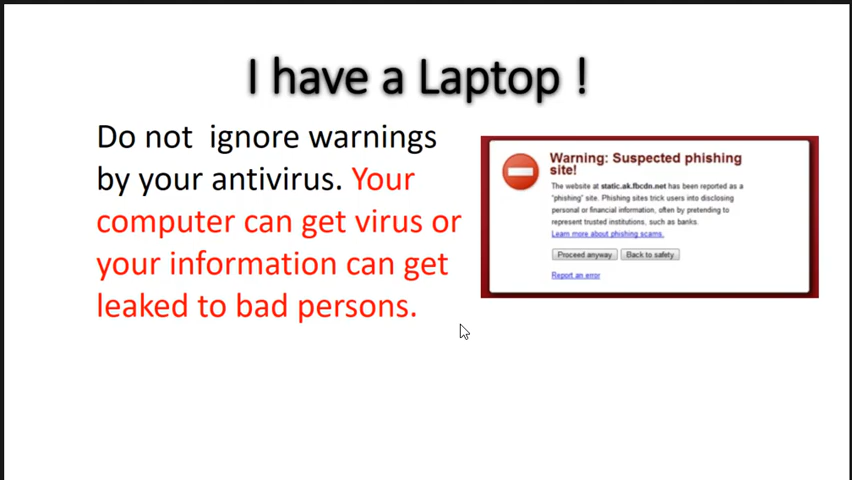 I have a Laptop !
Do not  ignore warnings
by your antivirus. Your
computer can get virus or
your information can get
leaked to bad persons.
Warning: Suspected phishing
site!
The website at static.ak.fbcdn.net has been reported as a
"phishing" site. Phishing sites trick users into disclosing
personal or financial information, often by pretending to
represent trusted institutions, such as banks.
Learn more about phishing scams.
Proceed anyway Back to safety
Report an error